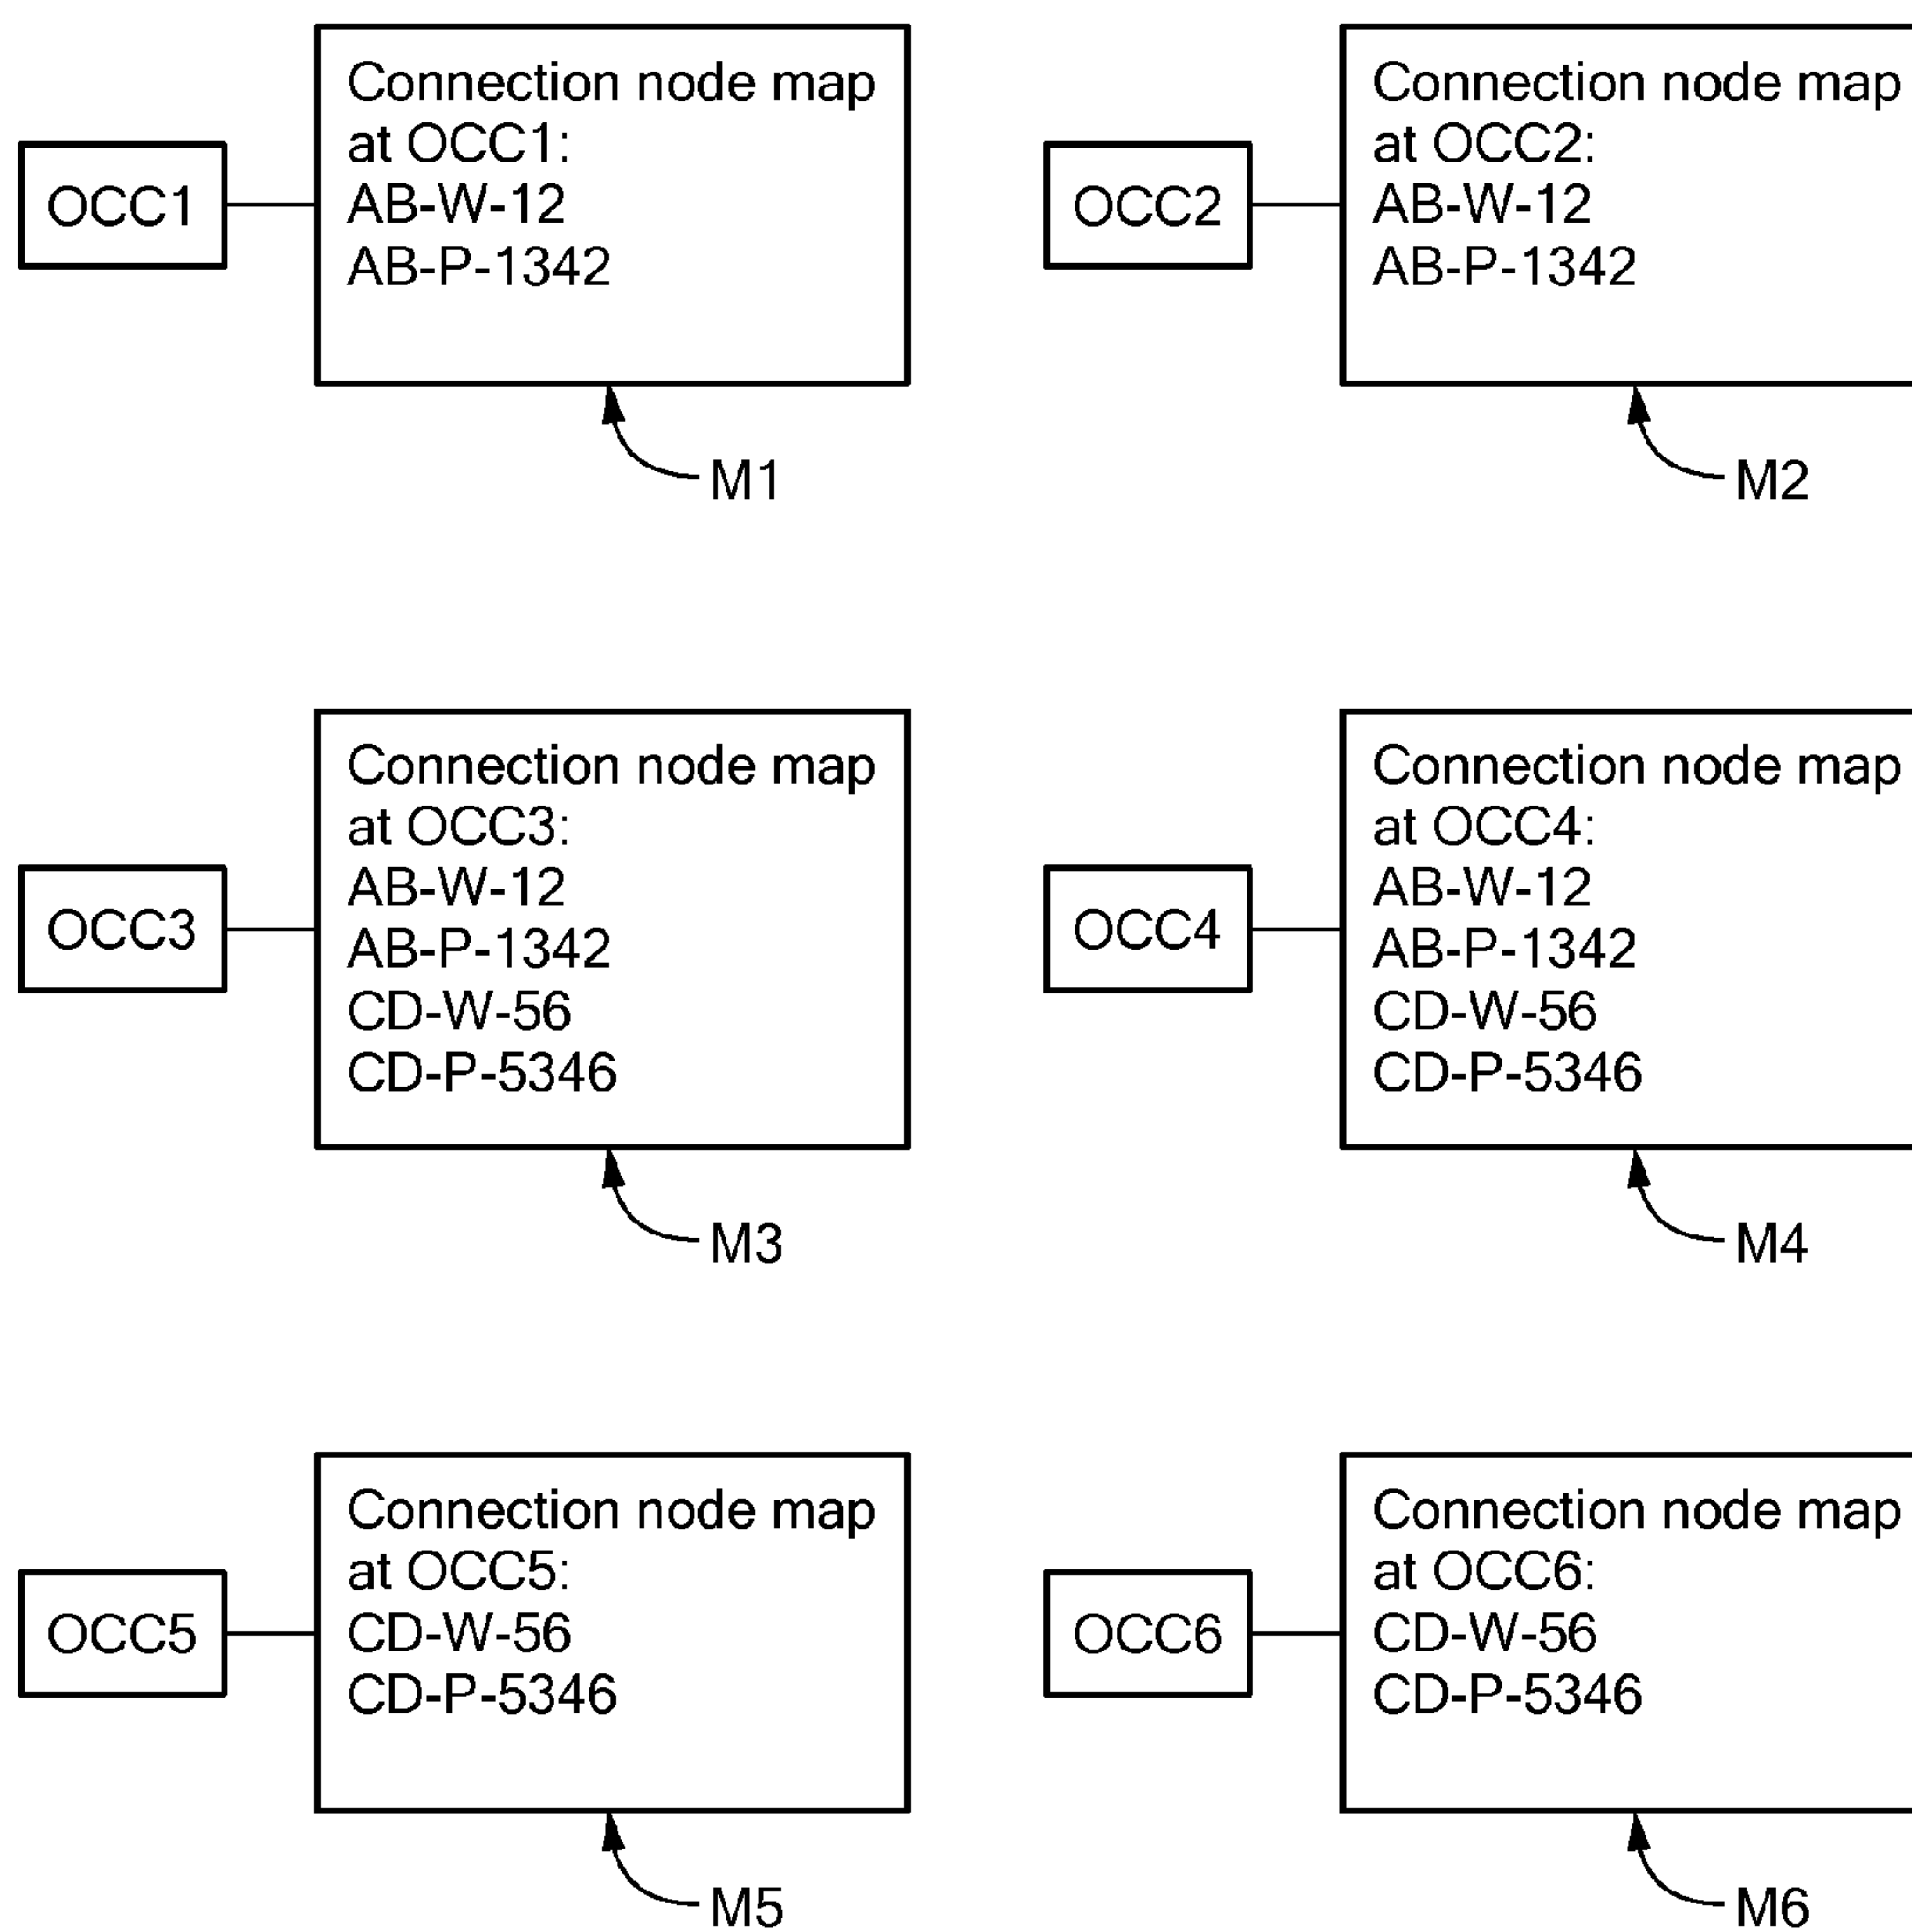 OCC1
Connection node map
at OCC1:
AB-W-12
AB-P-1342
M1
OCC2
Connection node map
at OCC2:
AB-W-12
AB-P-1342
M2
OCC3
Connection node map
at OCC3:
AB-W-12
AB-P-1342
CD-W-56
CD-P-5346
M3
OCC4
Connection node map
at OCC4:
AB-W-12
AB-P-1342
CD-W-56
CD-P-5346
M4
OCC5
Connection node map
at OCC5:
CD-W-56
CD-P-5346
M5
OCC6
Connection node map
at OCC6:
CD-W-56
CD-P-5346
M6